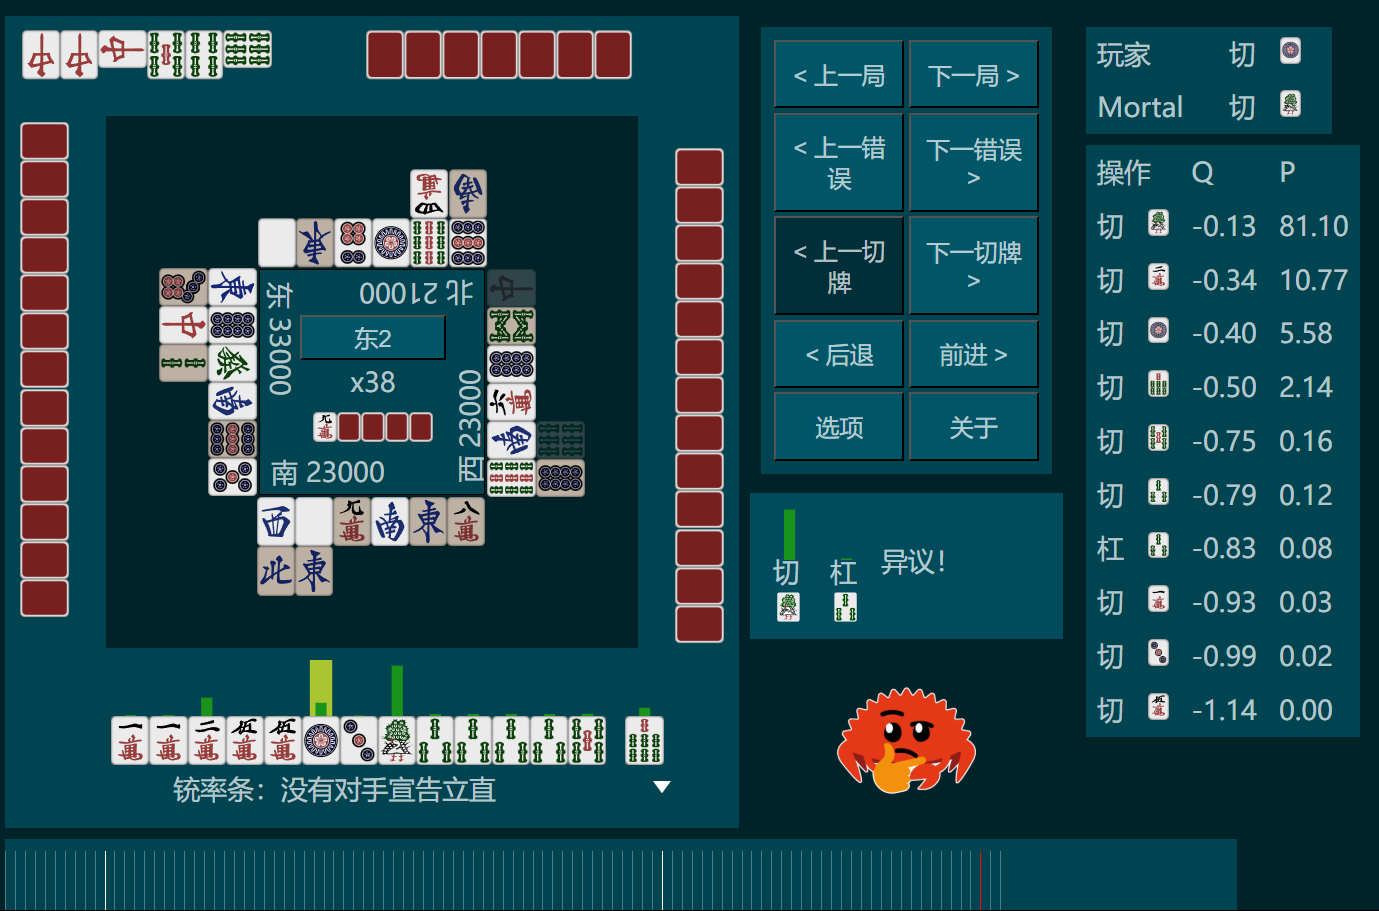 < 上一局
下一局 >
< 上一错误
下一错误 >
< 上一切牌
下一切牌 >
< 后退
前进 >
选项
关于
玩家 切
Mortal 切
操作 Q P
切 -0.13 81.10
切 -0.34 10.77
切 -0.40 5.58
切 -0.50 2.14
切 -0.75 0.16
切 -0.79 0.12
杠 -0.83 0.08
切 -0.93 0.03
切 -0.99 0.02
切 -1.14 0.00
北 21000
东 33000
东2
x38
西 23000
南 23000
切 杠 异议!
铳率条：没有对手宣告立直